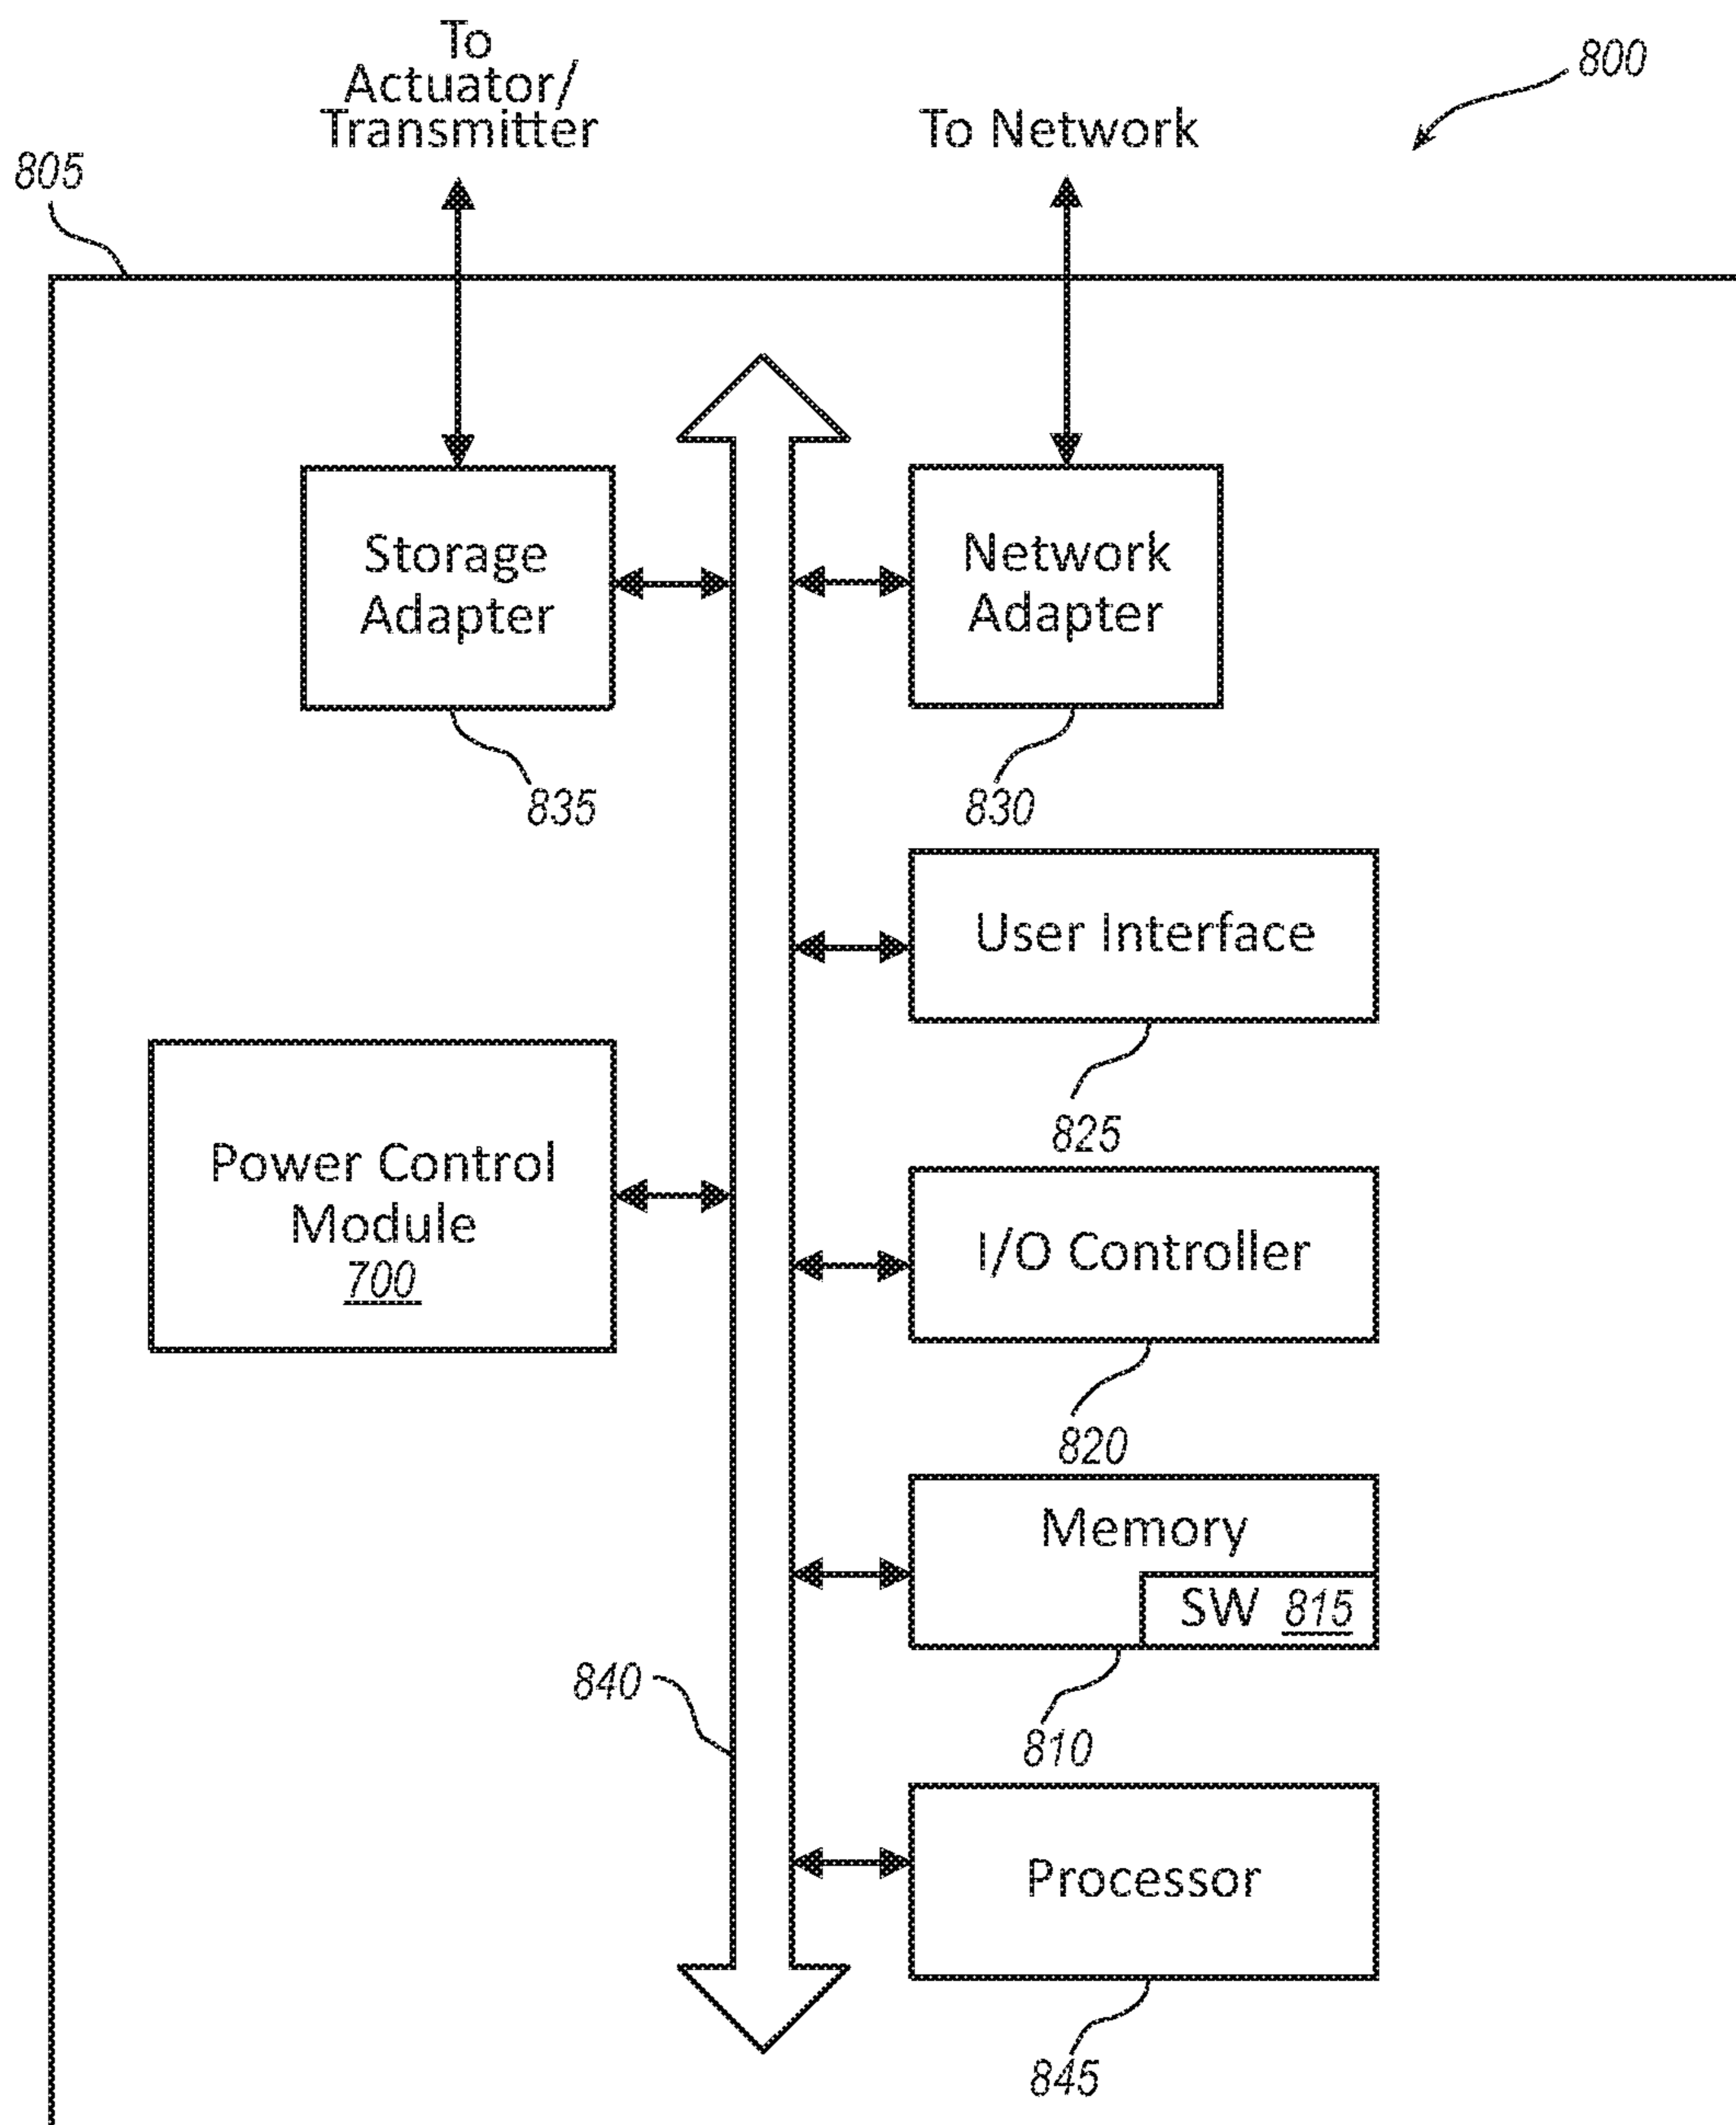 To
Actuator/
Transmitter
To Network
800
805
Storage
Adapter
835
Network
Adapter
830
User Interface
825
Power Control
Module
700
I/O Controller
820
Memory
SW 815
810
840
Processor
845